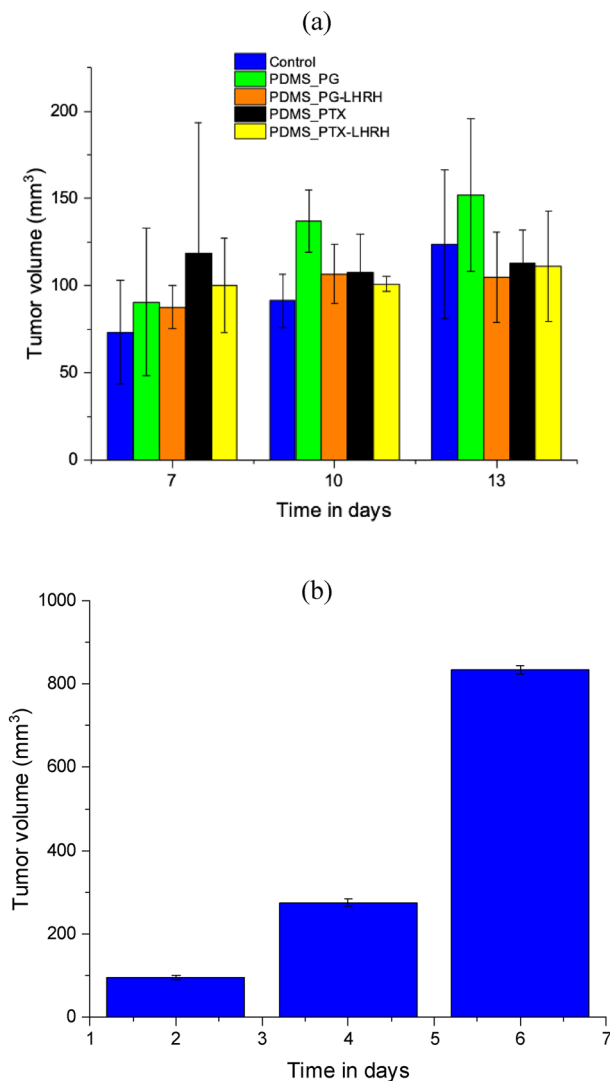 (a)
Control
PDMS_PG
PDMS_PG-LHRH
PDMS_PTX
PDMS_PTX-LHRH
200
150
100
50
0
Tumor volume (mm³)
7 10 13
Time in days
(b)
1000
800
600
400
200
0
Tumor volume (mm³)
1 2 3 4 5 6 7
Time in days